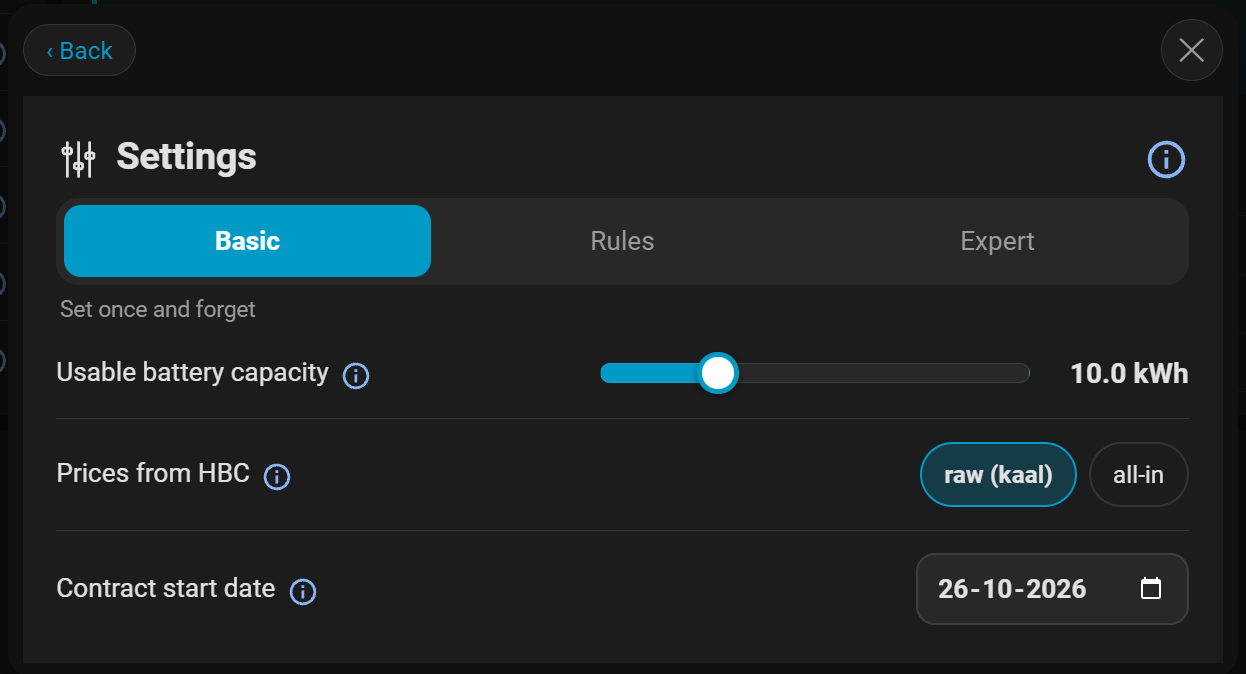 ‹ Back
Settings
Basic
Rules
Expert
Set once and forget
Usable battery capacity
10.0 kWh
Prices from HBC
raw (kaal)
all-in
Contract start date
26-10-2026